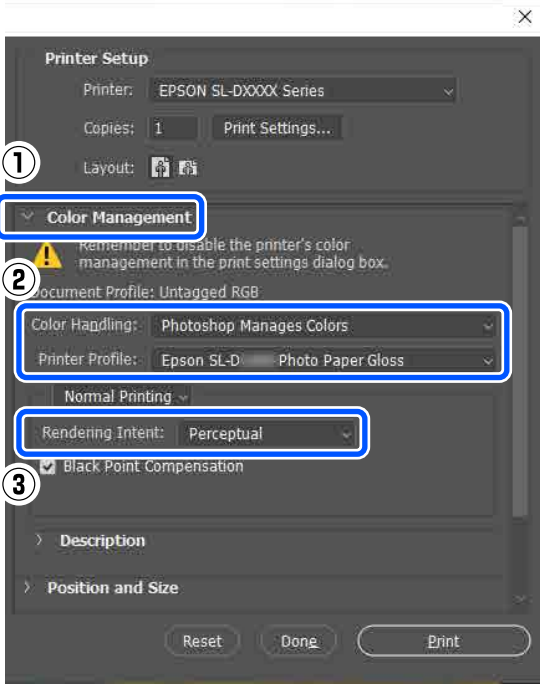 Printer Setup
Printer: EPSON SL-DXXXX Series
Copies: 1 Print Settings...
①
Layout:
Color Management
Remember to disable the printer's color
management in the print settings dialog box.
②
Document Profile: Untagged RGB
Color Handling: Photoshop Manages Colors
Printer Profile: Epson SL-D Photo Paper Gloss
Normal Printing
Rendering Intent: Perceptual
Black Point Compensation
③
Description
Position and Size
Reset Done Print